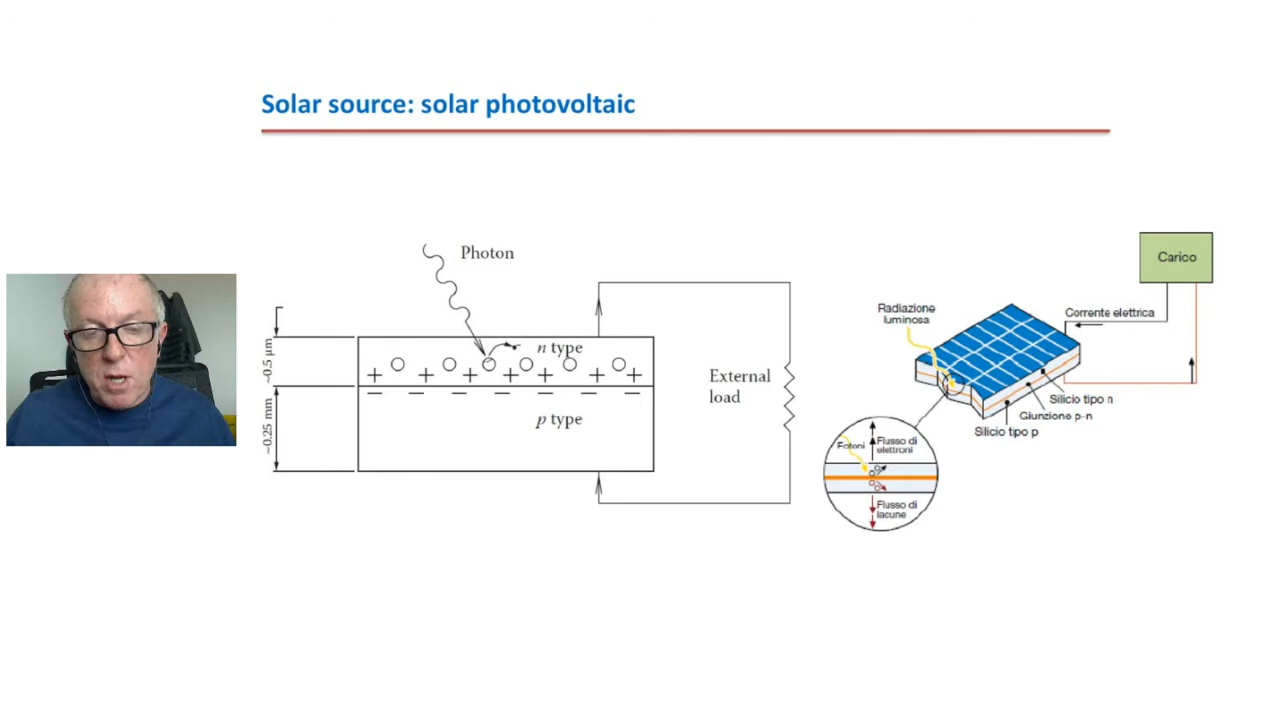 Solar source: solar photovoltaic
Photon
n type
p type
~0.5 µm
~0.25 mm
External
load
Carico
Corrente elettrica
Radiazione
luminosa
Silicio tipo n
Giunzione p-n
Silicio tipo p
Fotoni
Flusso di
elettroni
Flusso di
lacune